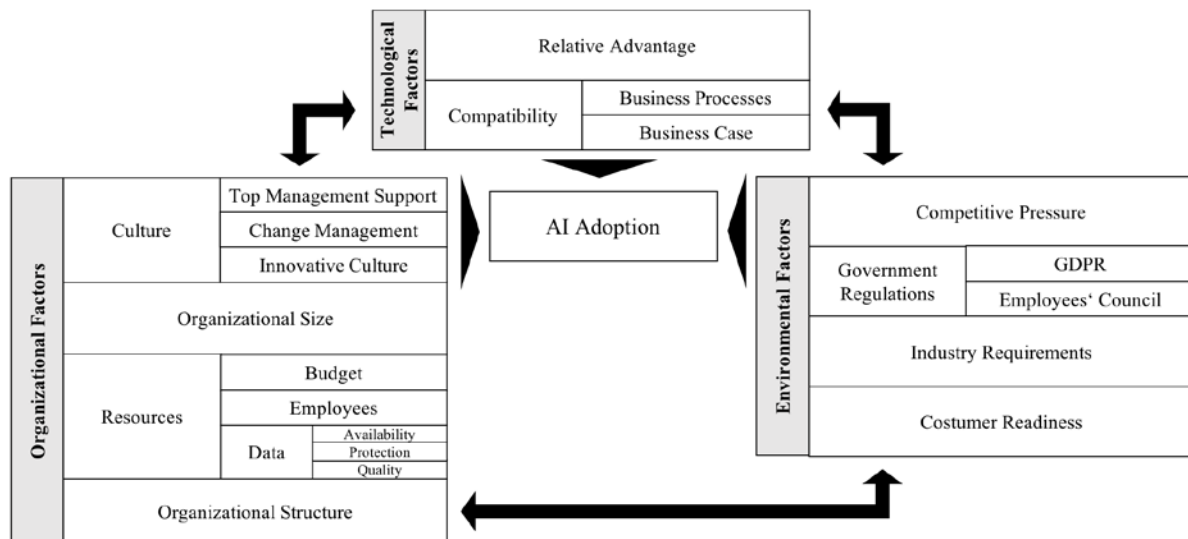 Technological
Factors
Relative Advantage
Compatibility
Business Processes
Business Case
Organizational Factors
Culture
Top Management Support
Change Management
Innovative Culture
Organizational Size
Resources
Budget
Employees
Data
Availability
Protection
Quality
Organizational Structure
AI Adoption
Environmental Factors
Competitive Pressure
Government
Regulations
GDPR
Employees‘ Council
Industry Requirements
Costumer Readiness